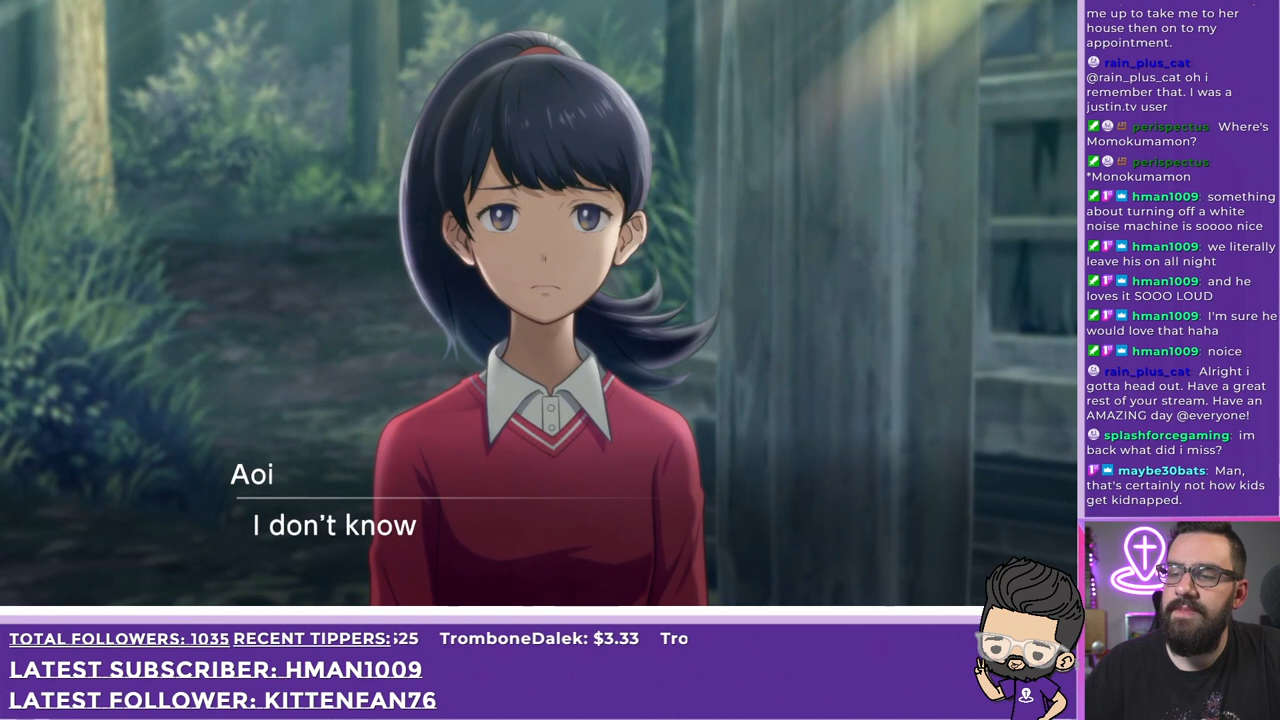 Aoi
I don't know
me up to take me to her
house then on to my
appointment.
rain_plus_cat:
@rain_plus_cat oh i
remember that. I was a
justin.tv user
perispectus: Where's
Momokumamon?
perispectus:
*Monokumamon
hman1009: something
about turning off a white
noise machine is soooo nice
hman1009: we literally
leave his on all night
hman1009: and he
loves it SOOO LOUD
hman1009: I'm sure he
would love that haha
hman1009: noice
rain_plus_cat: Alright i
gotta head out. Have a great
rest of your stream. Have an
AMAZING day @everyone!
splashforcegaming: im
back what did i miss?
maybe30bats: Man,
that's certainly not how kids
get kidnapped.
TOTAL FOLLOWERS: 1035 RECENT TIPPERS: $25 TromboneDalek: $3.33 Tro
LATEST SUBSCRIBER: HMAN1009
LATEST FOLLOWER: KITTENFAN76